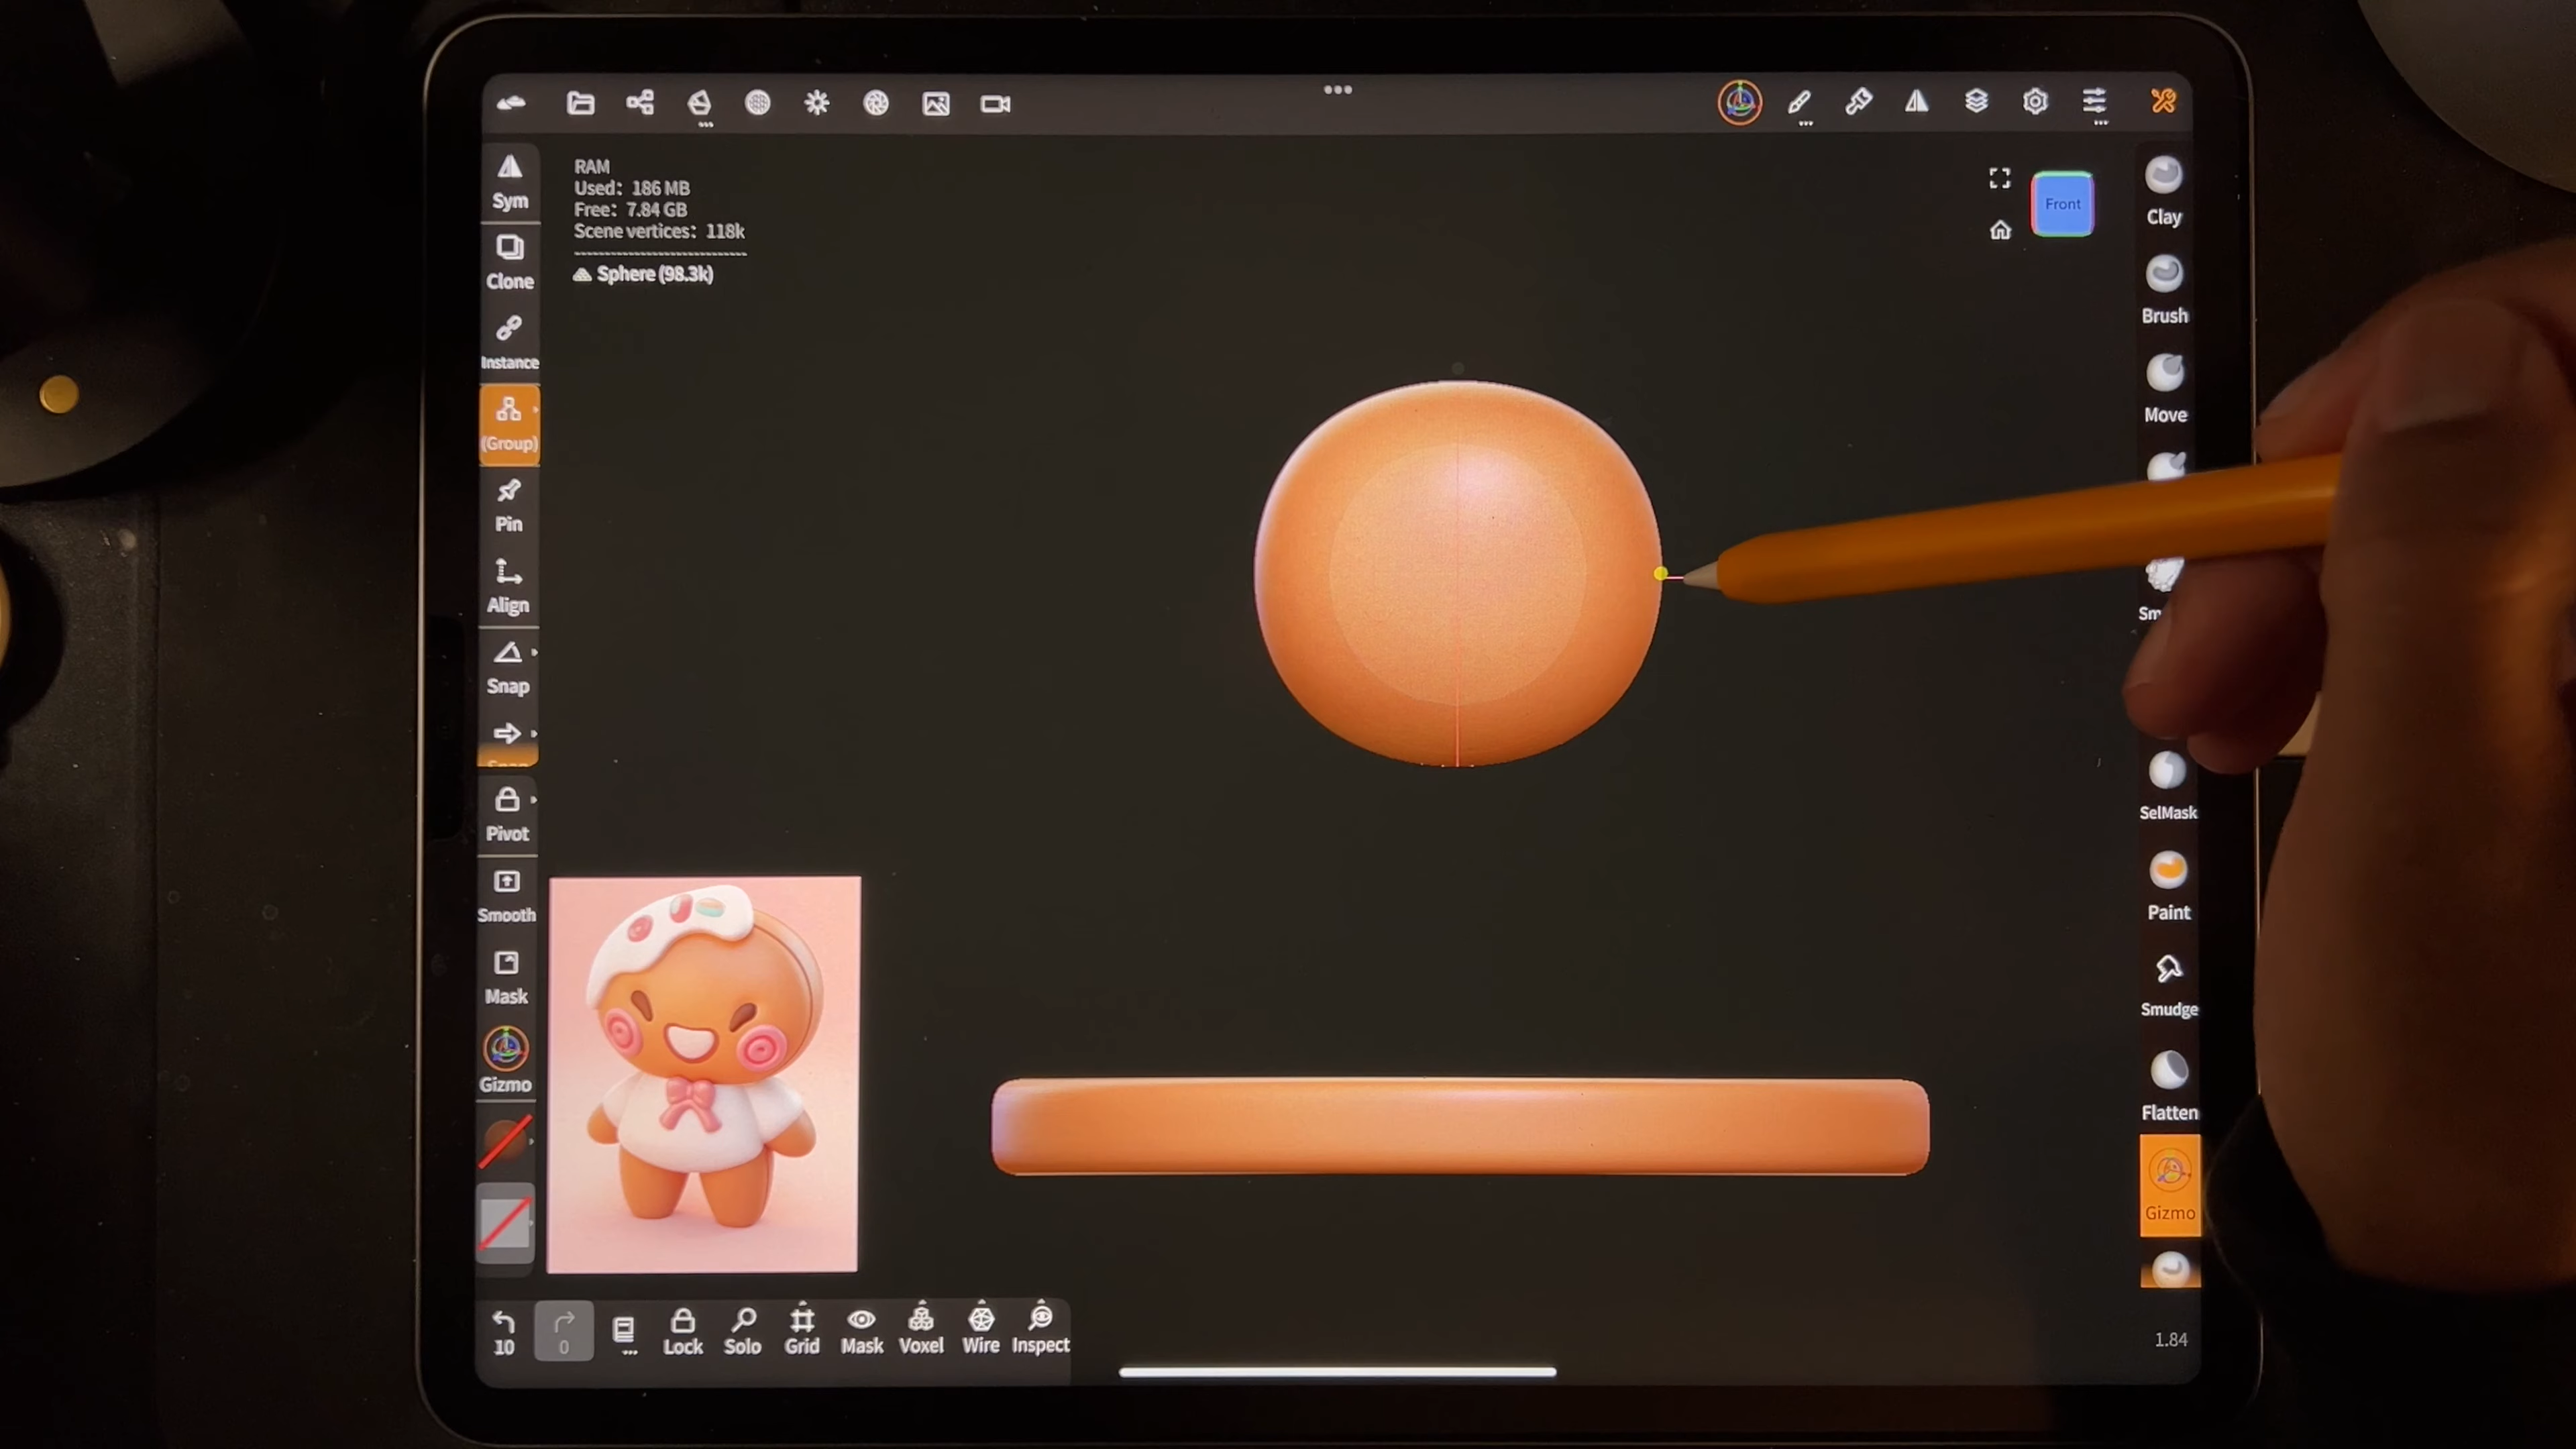 RAM
Used: 186 MB
Free: 7.84 GB
Scene vertices: 118k
Sphere (98.3k)
Front
Sym
Clone
Instance
(Group)
Pin
Align
Snap
Pivot
Smooth
Mask
Gizmo
Clay
Brush
Move
SelMask
Paint
Smudge
Flatten
Gizmo
10
0
Lock
Solo
Grid
Mask
Voxel
Wire
Inspect
1.84